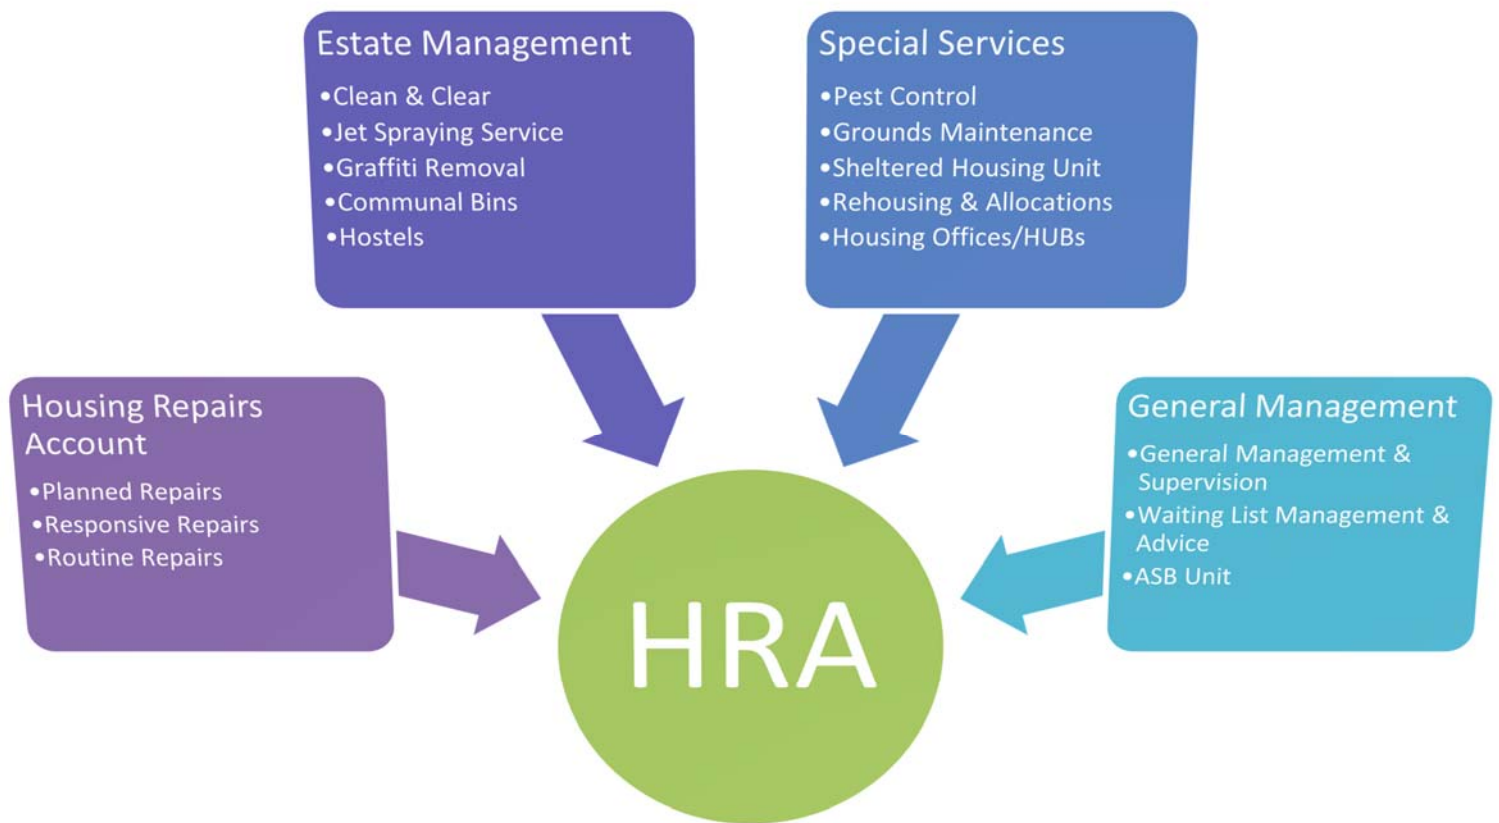 Estate Management
•Clean & Clear
•Jet Spraying Service
•Graffiti Removal
•Communal Bins
•Hostels
Special Services
•Pest Control
•Grounds Maintenance
•Sheltered Housing Unit
•Rehousing & Allocations
•Housing Offices/HUBs
Housing Repairs
Account
•Planned Repairs
•Responsive Repairs
•Routine Repairs
General Management
•General Management &
Supervision
•Waiting List Management &
Advice
•ASB Unit
HRA